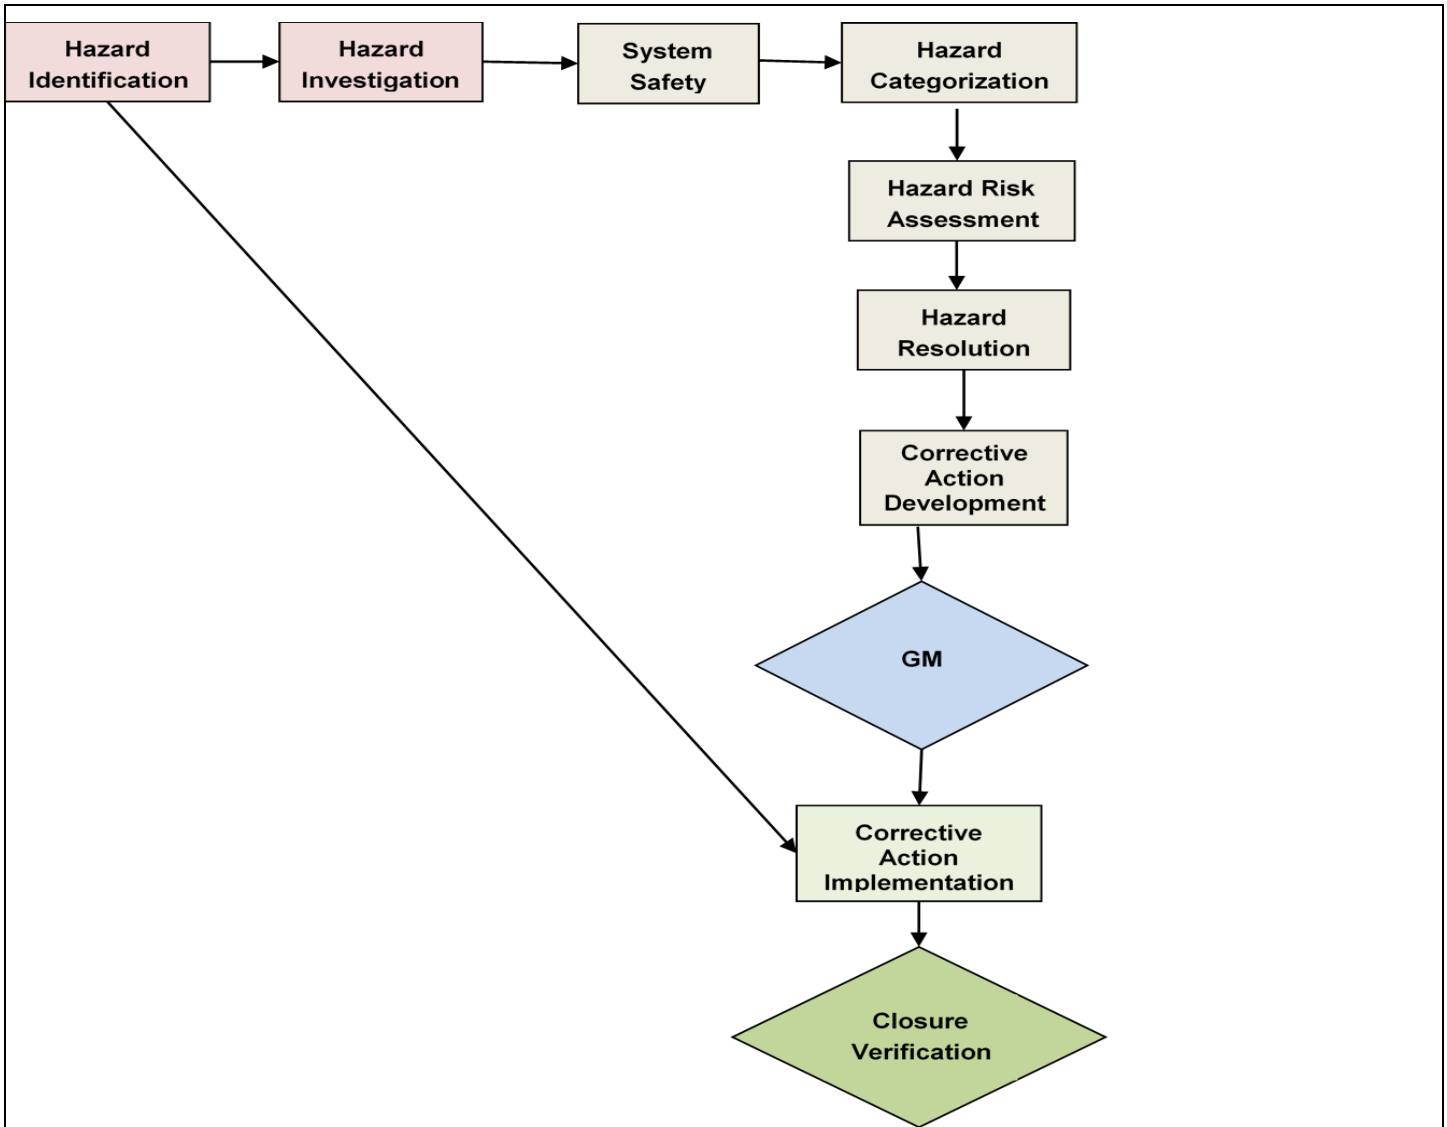 Hazard
Identification
Hazard
Investigation
System
Safety
Hazard
Categorization
Hazard Risk
Assessment
Hazard
Resolution
Corrective
Action
Development
GM
Corrective
Action
Implementation
Closure
Verification